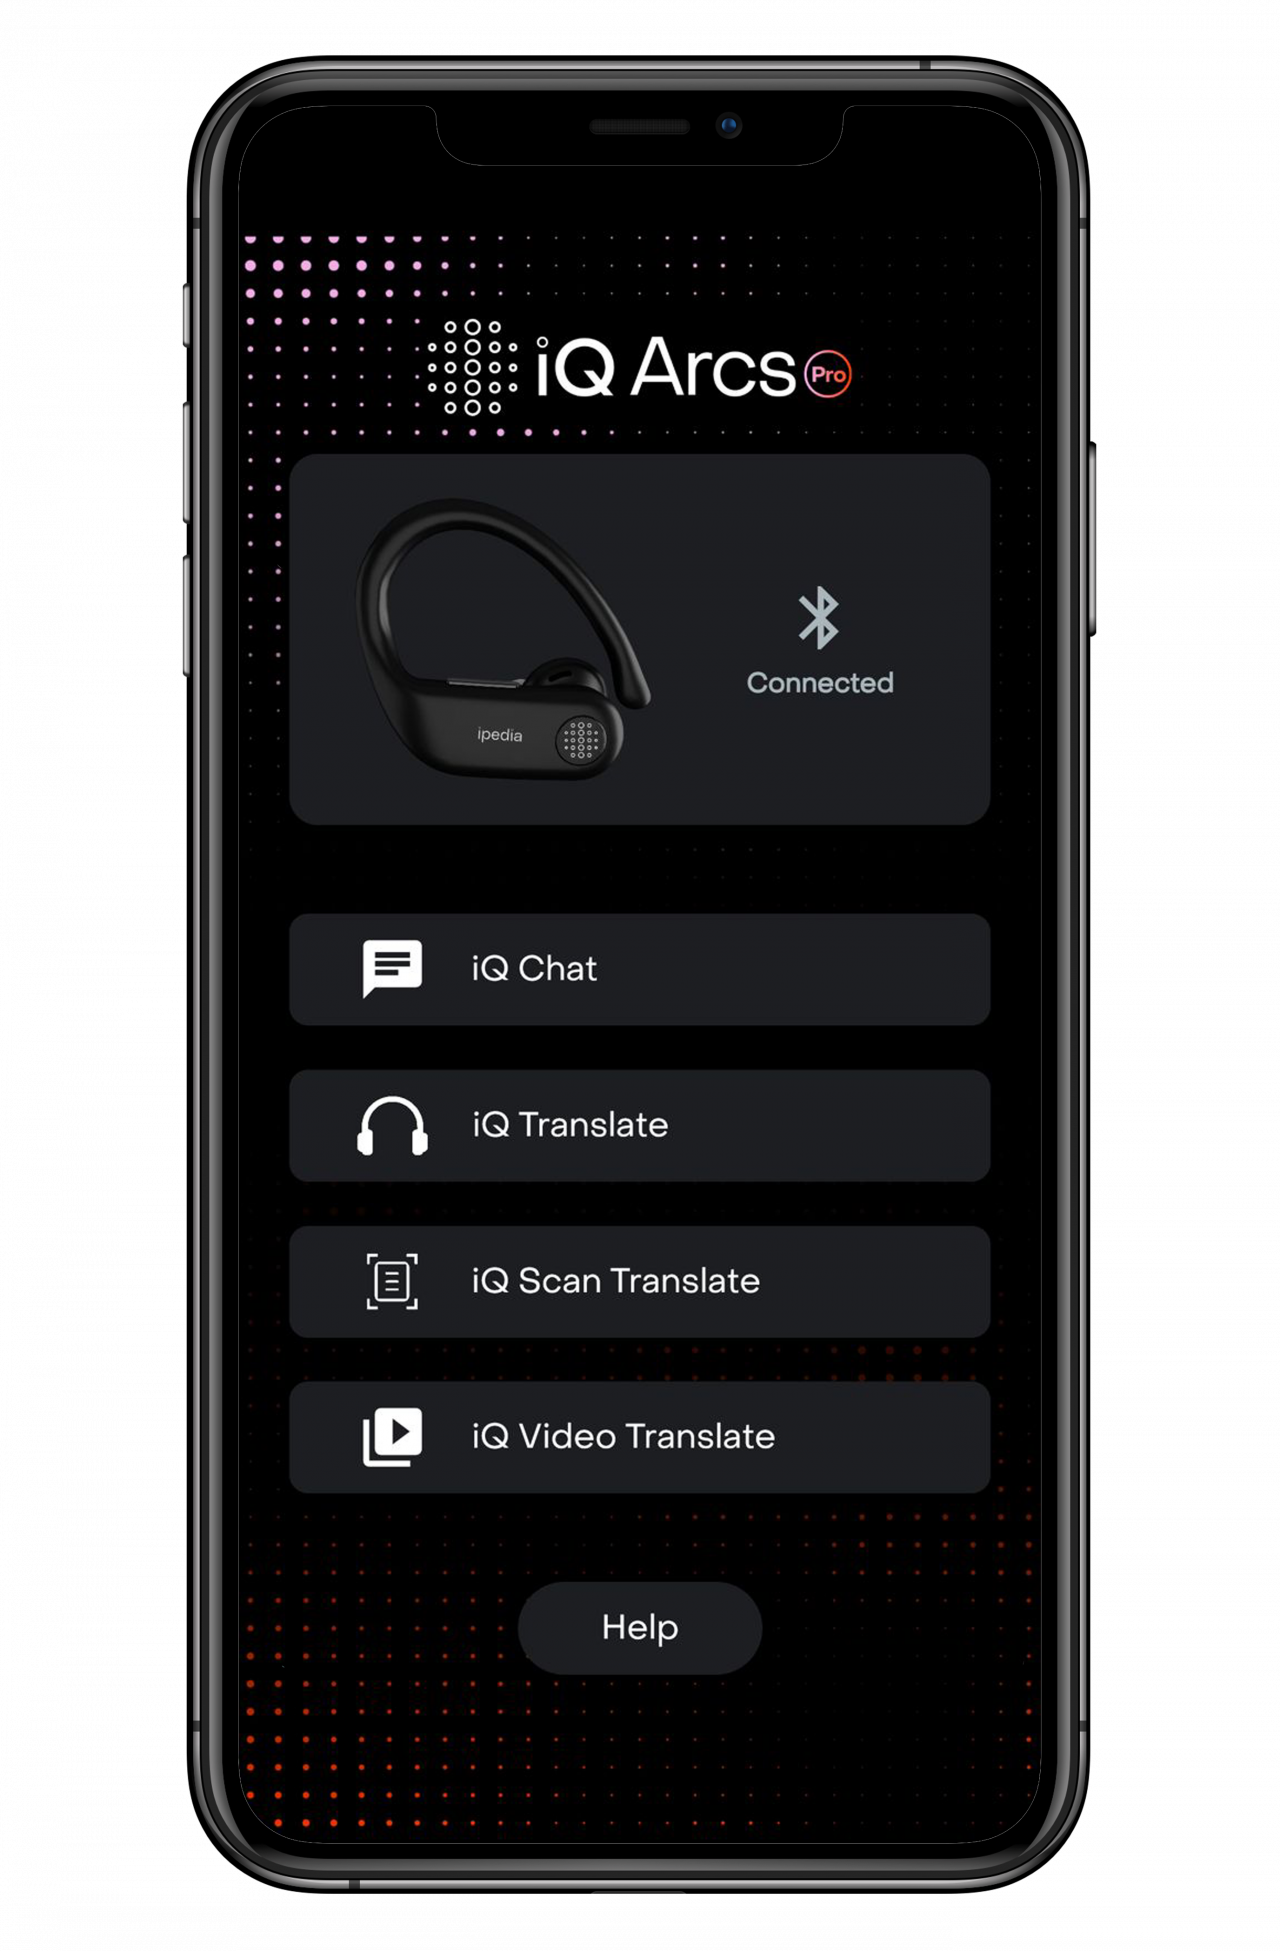 iQ Arcs Pro
Connected
ipedia
iQ Chat
iQ Translate
iQ Scan Translate
iQ Video Translate
Help